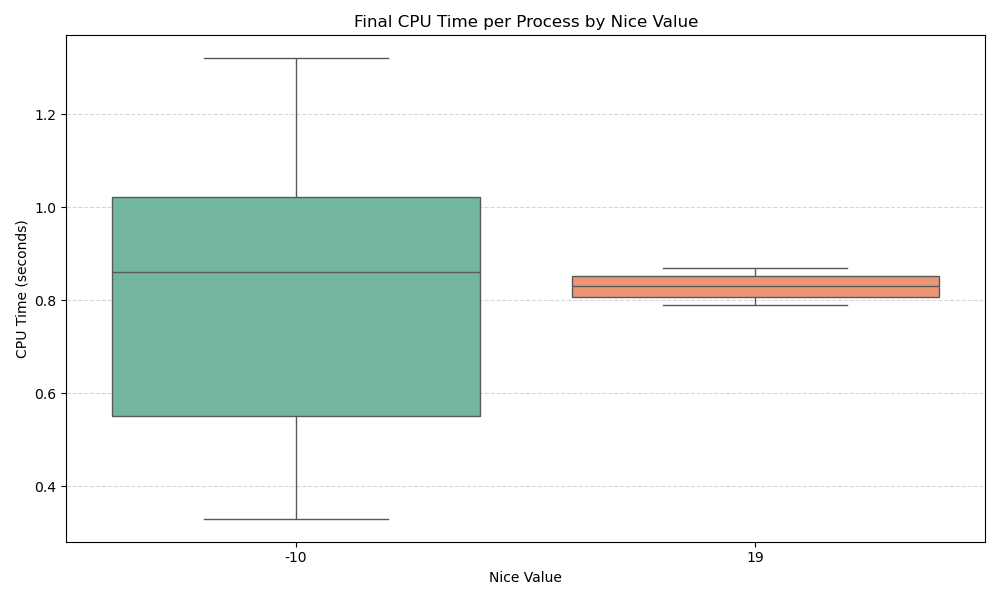 Final CPU Time per Process by Nice Value
CPU Time (seconds)
1.2
1.0
0.8
0.6
0.4
-10
19
Nice Value